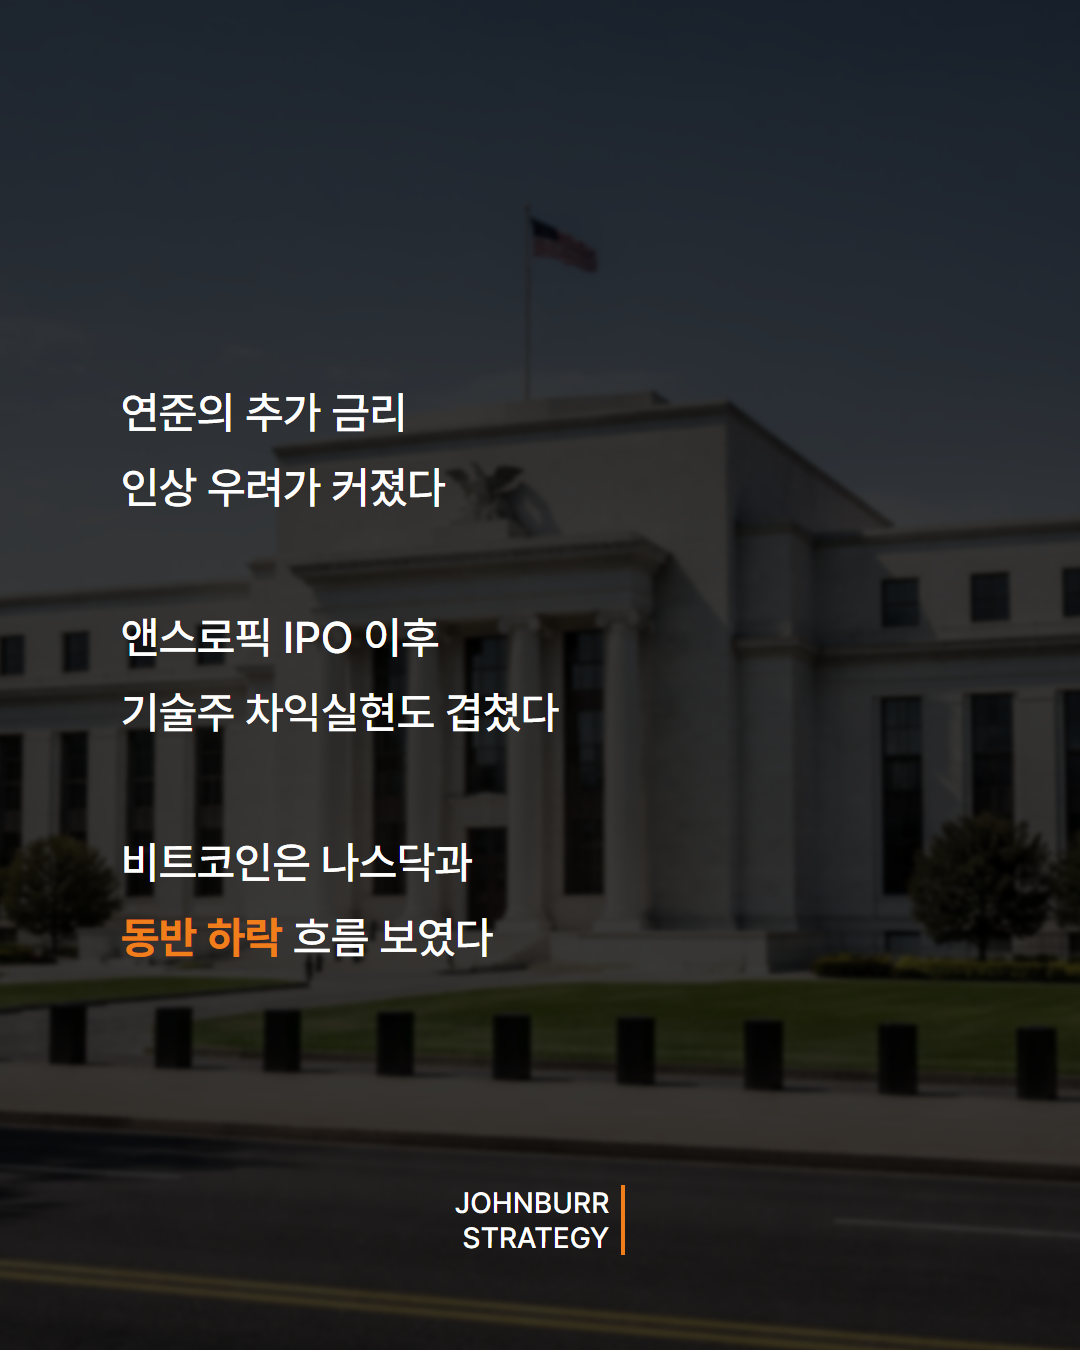 연준의 추가 금리
인상 우려가 커졌다
앤스로픽 IPO 이후
기술주 차익실현도 겹쳤다
비트코인은 나스닥과
동반 하락 흐름 보였다
JOHNBURR
STRATEGY